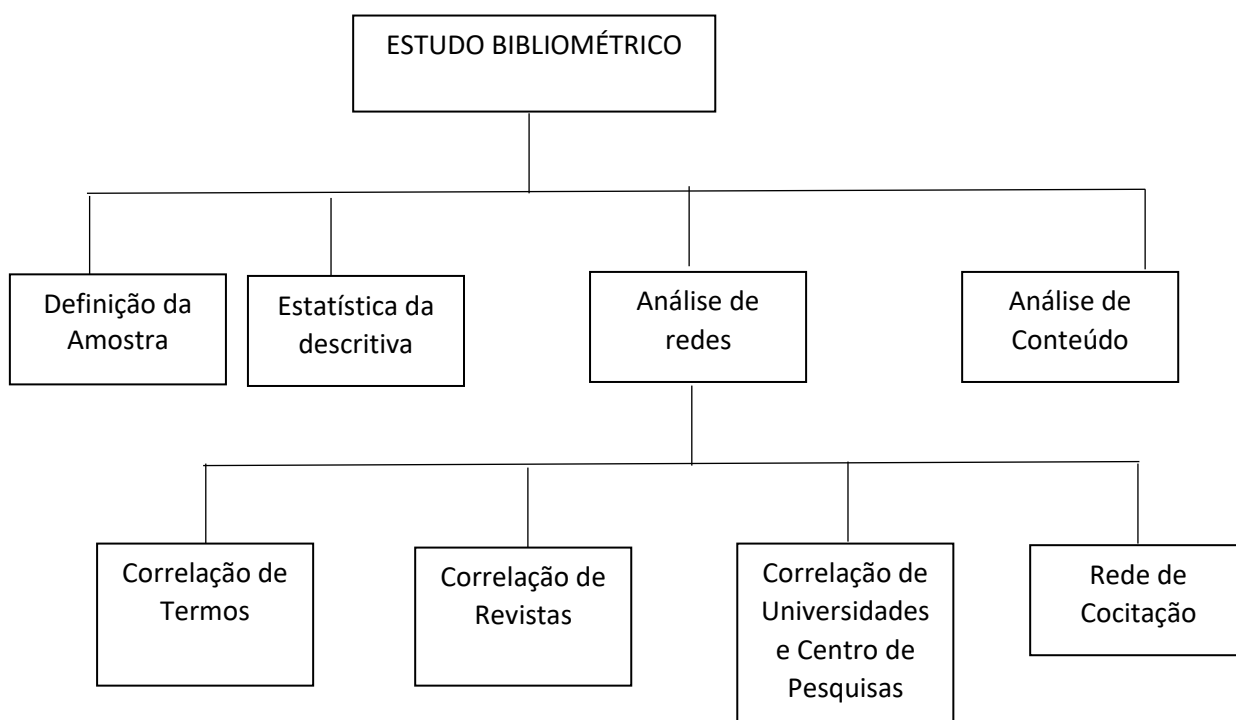 ESTUDO BIBLIOMÉTRICO
Definição da
Amostra
Estatística da
descritiva
Análise de
redes
Análise de
Conteúdo
Correlação de
Termos
Correlação de
Revistas
Correlação de
Universidades
e Centro de
Pesquisas
Rede de
Cocitação